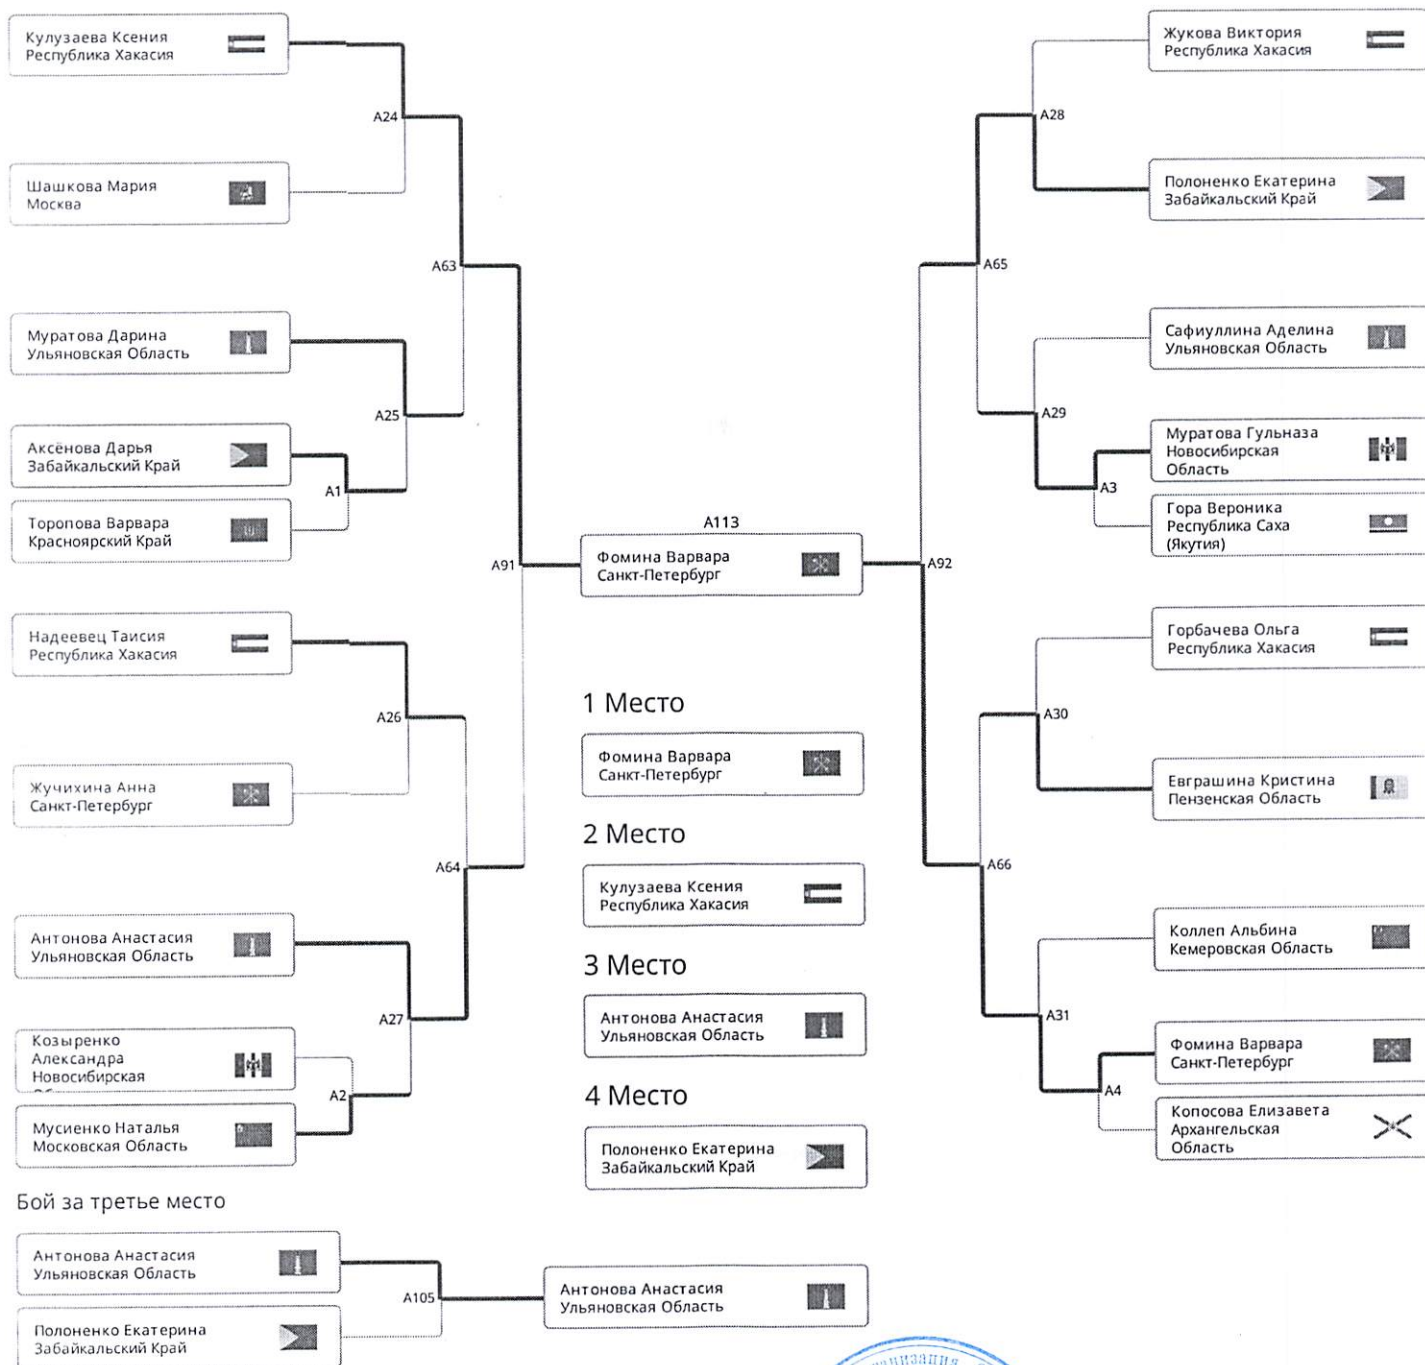 Кулузаева Ксения
Республика Хакасия
A24
Шашкова Мария
Москва
A63
Муратова Дарина
Ульяновская Область
A25
Аксёнова Дарья
Забайкальский Край
A1
Торопова Варвара
Красноярский Край
A91
Надеевец Таисия
Республика Хакасия
A26
Жучихина Анна
Санкт-Петербург
A64
Антонова Анастасия
Ульяновская Область
A27
Козыренко
Александра
Новосибирская
A2
Мусиенко Наталья
Московская Область
A113
Фомина Варвара
Санкт-Петербург
1 Место
Фомина Варвара
Санкт-Петербург
2 Место
Кулузаева Ксения
Республика Хакасия
3 Место
Антонова Анастасия
Ульяновская Область
4 Место
Полоненко Екатерина
Забайкальский Край
Жукова Виктория
Республика Хакасия
A28
Полоненко Екатерина
Забайкальский Край
A65
Сафиуллина Аделина
Ульяновская Область
A29
Муратова Гульназа
Новосибирская
Область
A3
Гора Вероника
Республика Саха
(Якутия)
A92
Горбачева Ольга
Республика Хакасия
A30
Евграшина Кристина
Пензенская Область
A66
Коллеп Альбина
Кемеровская Область
A31
Фомина Варвара
Санкт-Петербург
A4
Копосова Елизавета
Архангельская
Область
Бой за третье место
Антонова Анастасия
Ульяновская Область
A105
Полоненко Екатерина
Забайкальский Край
Антонова Анастасия
Ульяновская Область